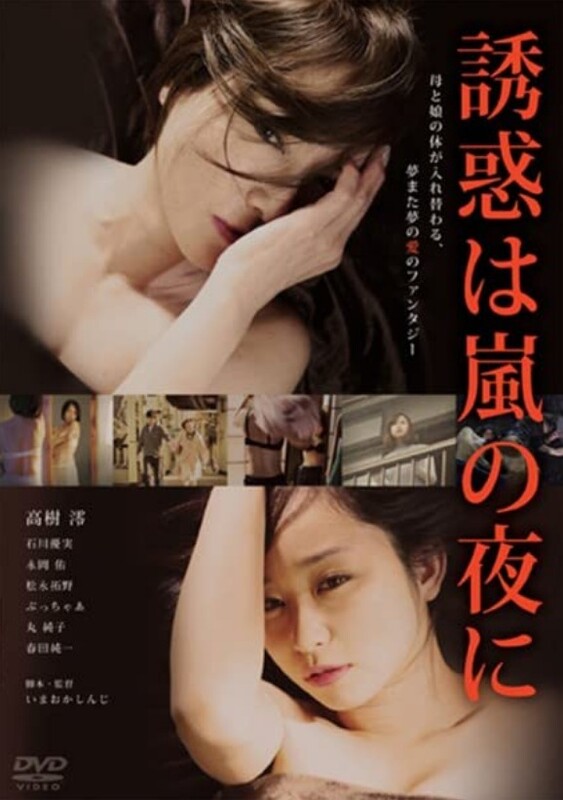 誘惑は嵐の夜に
母と娘の体が入れ替わる、
夢また夢の愛のファンタジー
高樹 澪
石川優実
永岡 佑
松永祐野
ぶっちゃあ
丸 純子
春田純一
脚本・監督
いまおかしんじ
DVD
VIDEO